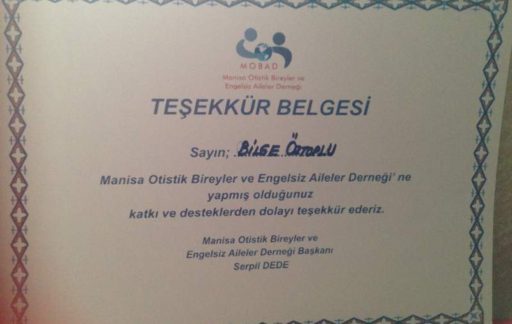 MOBAD
Manisa Otistik Bireyler ve
Engelsiz Aileler Derneği
TEŞEKKÜR BELGESİ
Sayın; BİLGE ÖRTOPLU
Manisa Otistik Bireyler ve Engelsiz Aileler Derneği' ne
yapmış olduğunuz
katkı ve desteklerden dolayı teşekkür ederiz.
Manisa Otistik Bireyler ve
Engelsiz Aileler Derneği Başkanı
Serpil DEDE